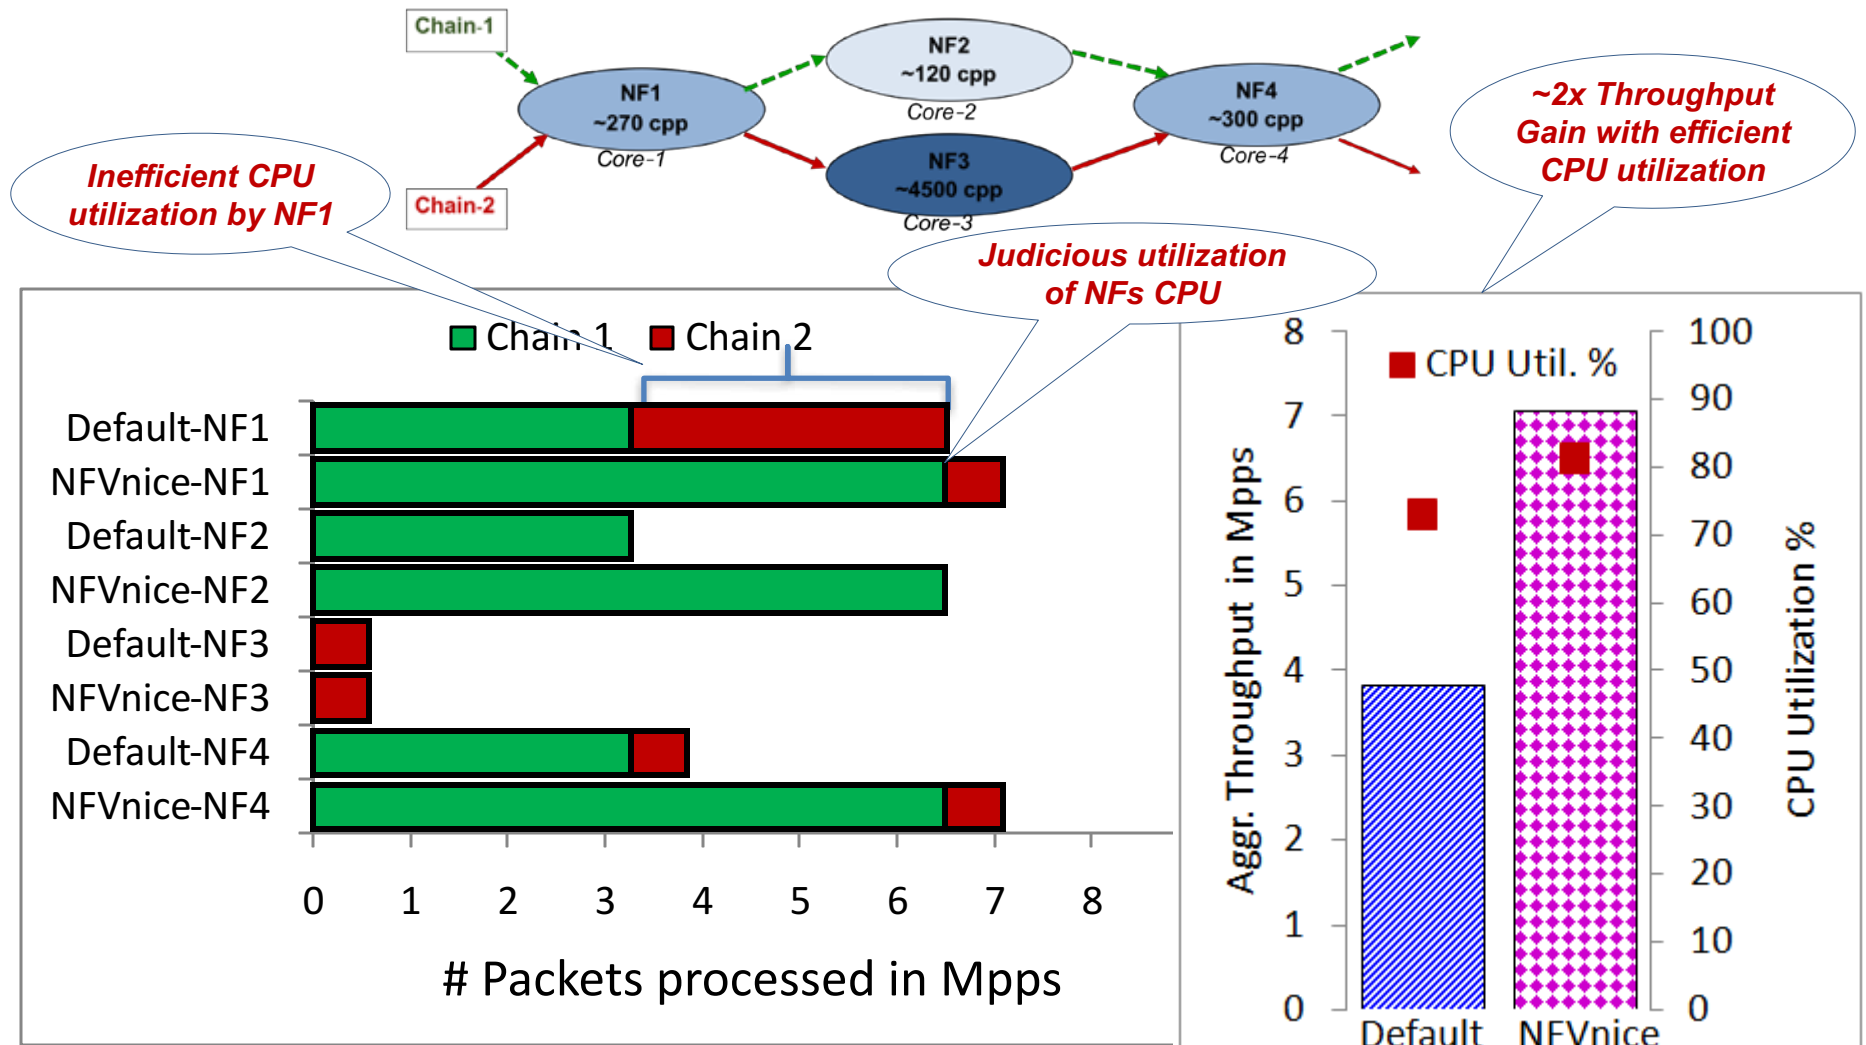 Chain-1
NF1
~270 cpp
Core-1
NF2
~120 cpp
Core-2
NF4
~300 cpp
Core-4
Chain-2
NF3
~4500 cpp
Core-3
Inefficient CPU
utilization by NF1
Judicious utilization
of NFs CPU
~2x Throughput
Gain with efficient
CPU utilization
Chain 1
Chain 2
Default-NF1
NFVnice-NF1
Default-NF2
NFVnice-NF2
Default-NF3
NFVnice-NF3
Default-NF4
NFVnice-NF4
0 1 2 3 4 5 6 7 8
# Packets processed in Mpps
CPU Util. %
Aggr. Throughput in Mpps
8
7
6
5
4
3
2
1
0
100
90
80
70
60
50
40
30
20
10
0
CPU Utilization %
Default NFVnice